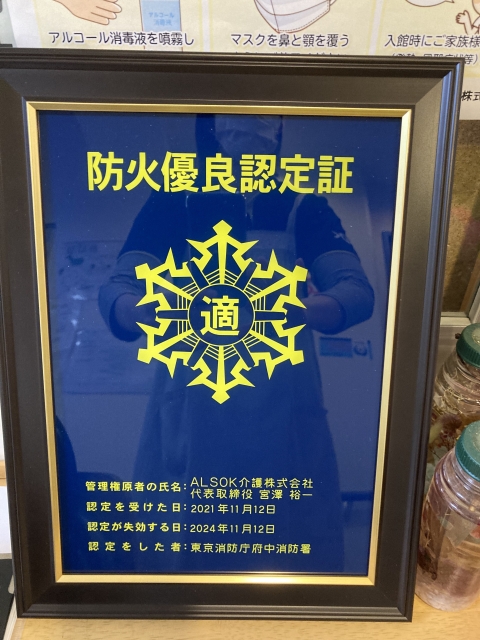 アルコール消毒液を噴霧し
マスクを鼻と顎を覆う
入館時にご家族様
防火優良認定証
適
管理権原者の氏名：ALSOK介護株式会社
代表取締役 宮澤 裕一
認定を受けた日：2021年11月12日
認定が失効する日：2024年11月12日
認定をした者：東京消防庁府中消防署